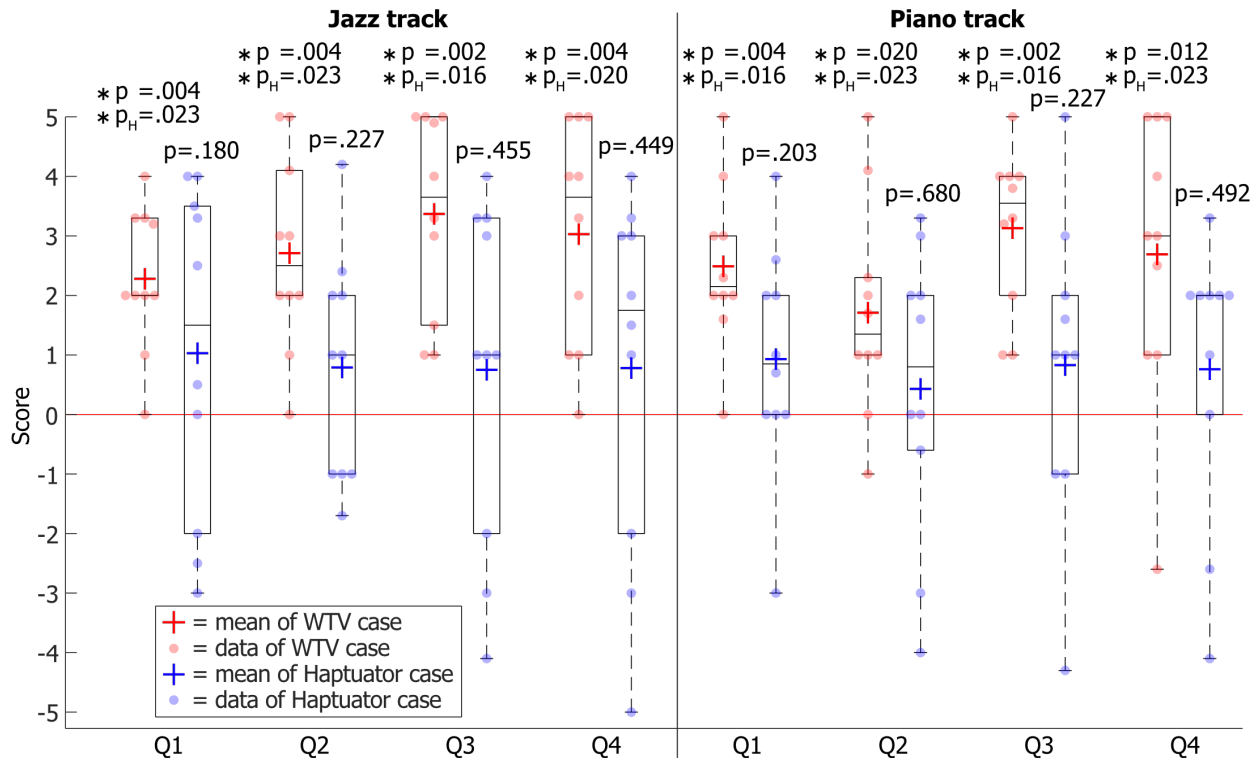 Jazz track
Piano track
* p =.004
* pH=.023
p=.180
* p =.004
* pH=.023
p=.227
* p =.002
* pH=.016
p=.455
* p =.004
* pH=.020
p=.449
* p =.004
* pH=.016
p=.203
* p =.020
* pH=.023
p=.680
* p =.002
* pH=.016
p=.227
* p =.012
* pH=.023
p=.492
Score
5
4
3
2
1
0
-1
-2
-3
-4
-5
+ = mean of WTV case
● = data of WTV case
+ = mean of Haptuator case
● = data of Haptuator case
Q1 Q2 Q3 Q4 Q1 Q2 Q3 Q4